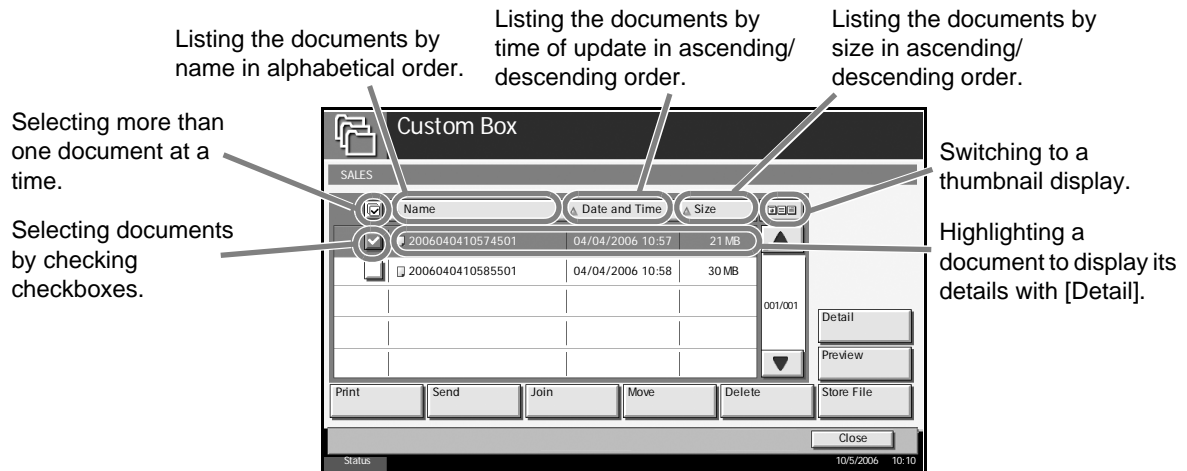 Listing the documents by
name in alphabetical order.
Listing the documents by
time of update in ascending/
descending order.
Listing the documents by
size in ascending/
descending order.
Selecting more than
one document at a
time.
Selecting documents
by checking
checkboxes.
Switching to a
thumbnail display.
Highlighting a
document to display its
details with [Detail].
Custom Box
SALES
Name Date and Time Size
2006040410574501 04/04/2006 10:57 21 MB
2006040410585501 04/04/2006 10:58 30 MB
001/001
Detail
Preview
Print Send Join Move Delete Store File
Close
Status 10/5/2006 10:10